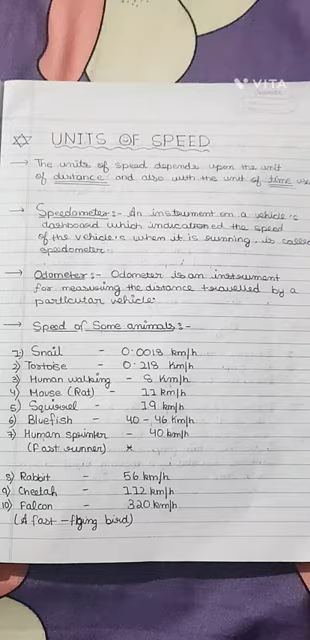 VITA
UNITS OF SPEED
→ The units of speed depends upon the unit
of distance and also with the unit of time use
→ Speedometer:- An instrument on a vehicle's
dashboard which indicationed the speed
of the vehicle's when it is running is called
speedometer.
→ Odometer:- Odometer is an instrument
for measuring the distance travelled by a
particular vehicle.
→ Speed of Some animals:-
1) Snail - 0.0018 km/h
2) Tortoise - 0.218 Km/h
3) Human walking - 8 Km/h
4) Mouse (Rat) - 11 km/h
5) Squirrel - 19 km/h
6) Bluefish - 40 - 46 Km/h
7) Human sprinter - 40 km/h
(fast runner) *
8) Rabbit - 56 km/h
9) Cheetah - 112 km/h
10) Falcon - 320 km/h
(A fast-flying bird)